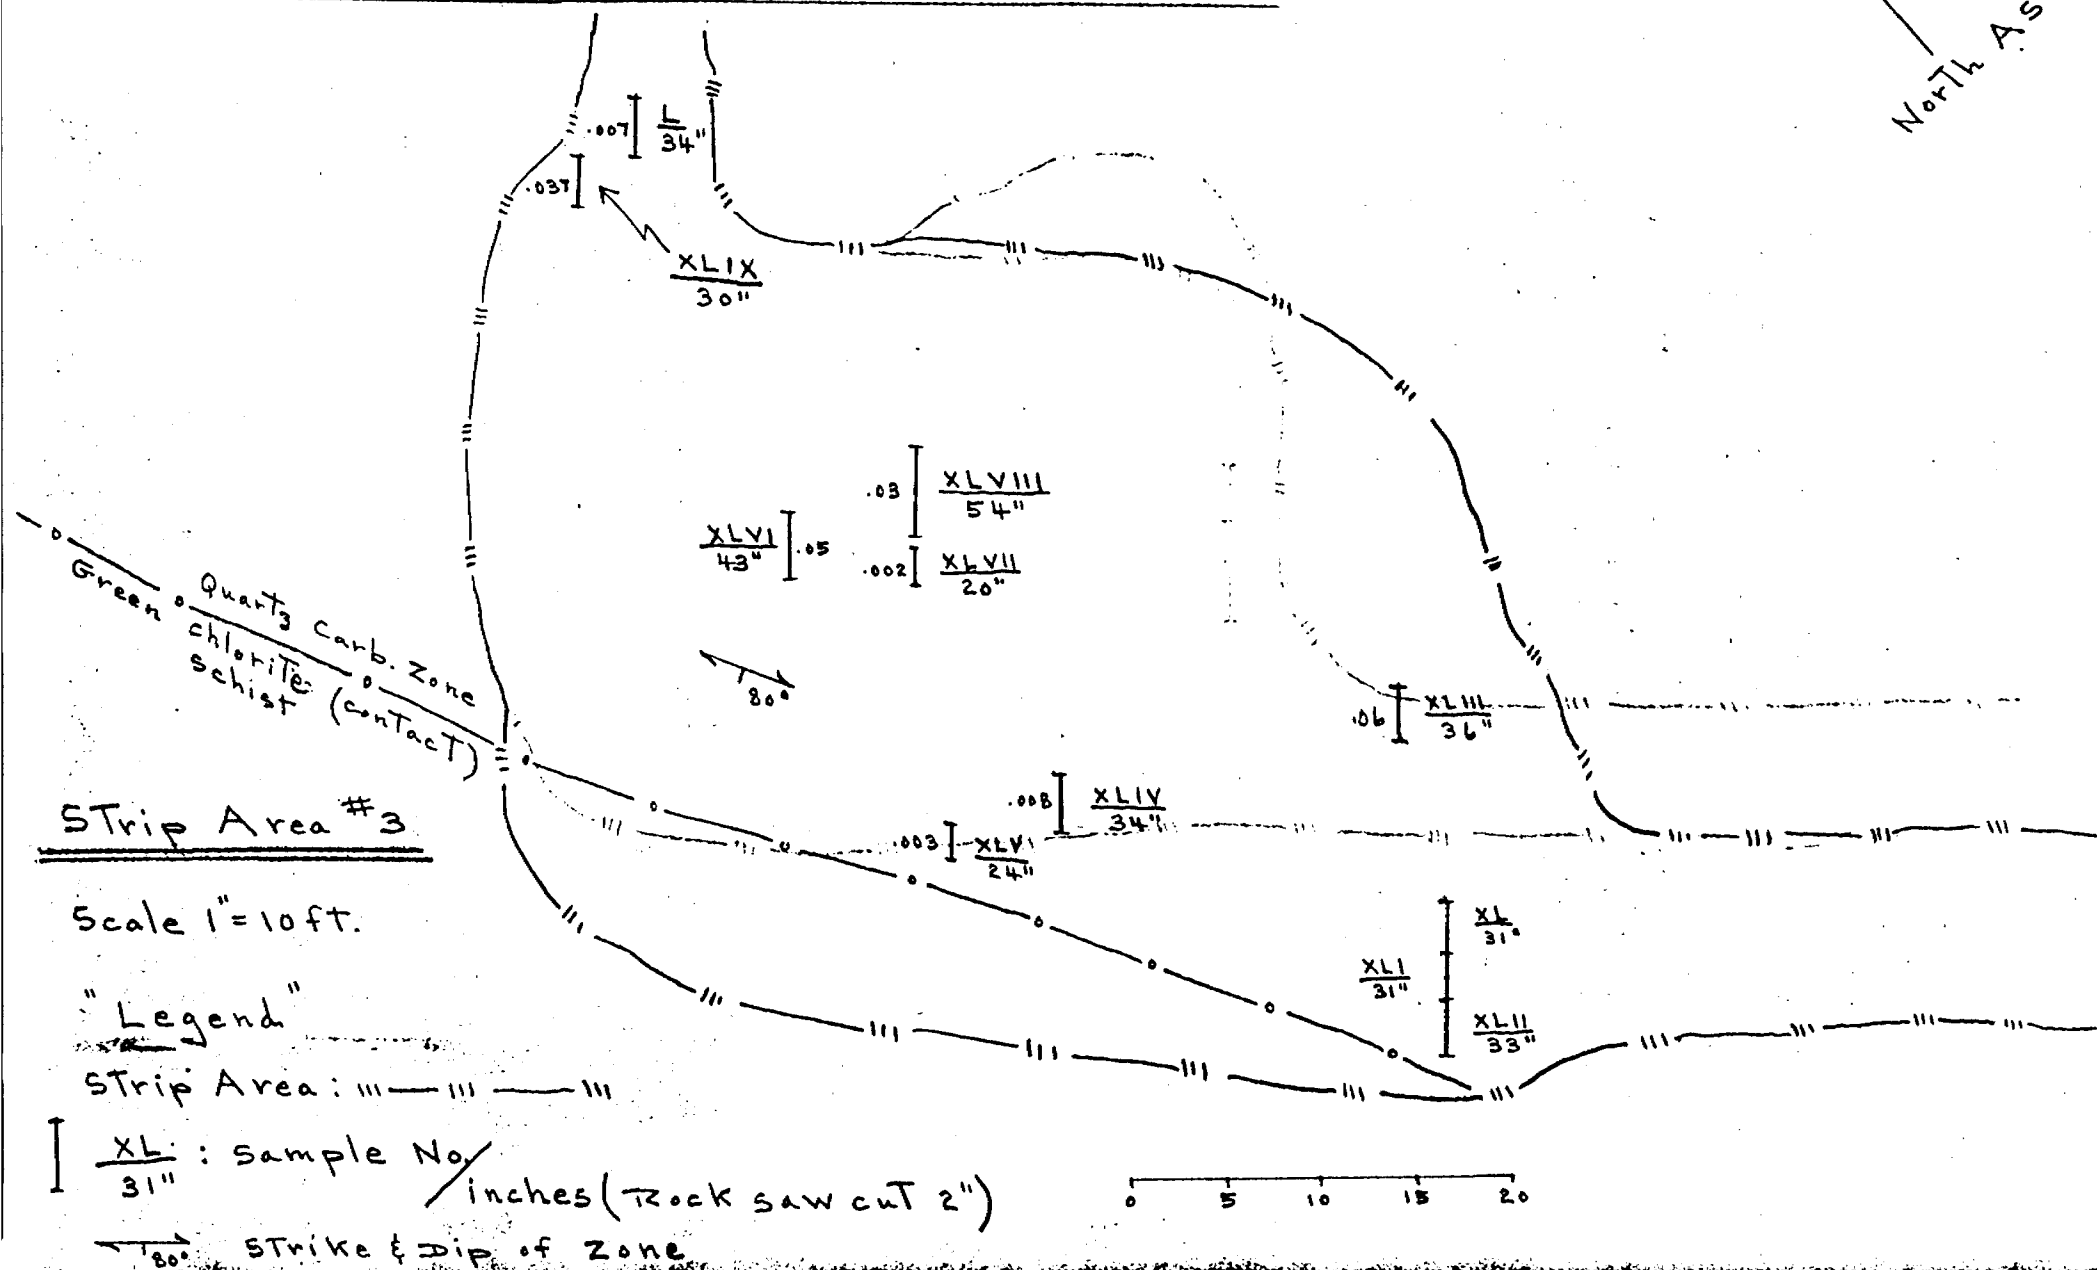 North As
.007 L
34"
.037
XLIX
30"
.03 XLVIII
54"
XLVI .05
43"
.002 XLVII
20"
Quartz Carb. Zone
Green chlorite schist (contact)
80°
.06 XLIII
36"
.008 XLIV
34"
.003 XLV
24"
XL
31"
XLI
31"
XLII
33"
STrip Area #3
Scale 1"=10ft.
"Legend"
STrip Area:
XL : Sample No/
31" inches (Rock saw cut 2")
0 5 10 15 20
80° STrike & Dip of Zone